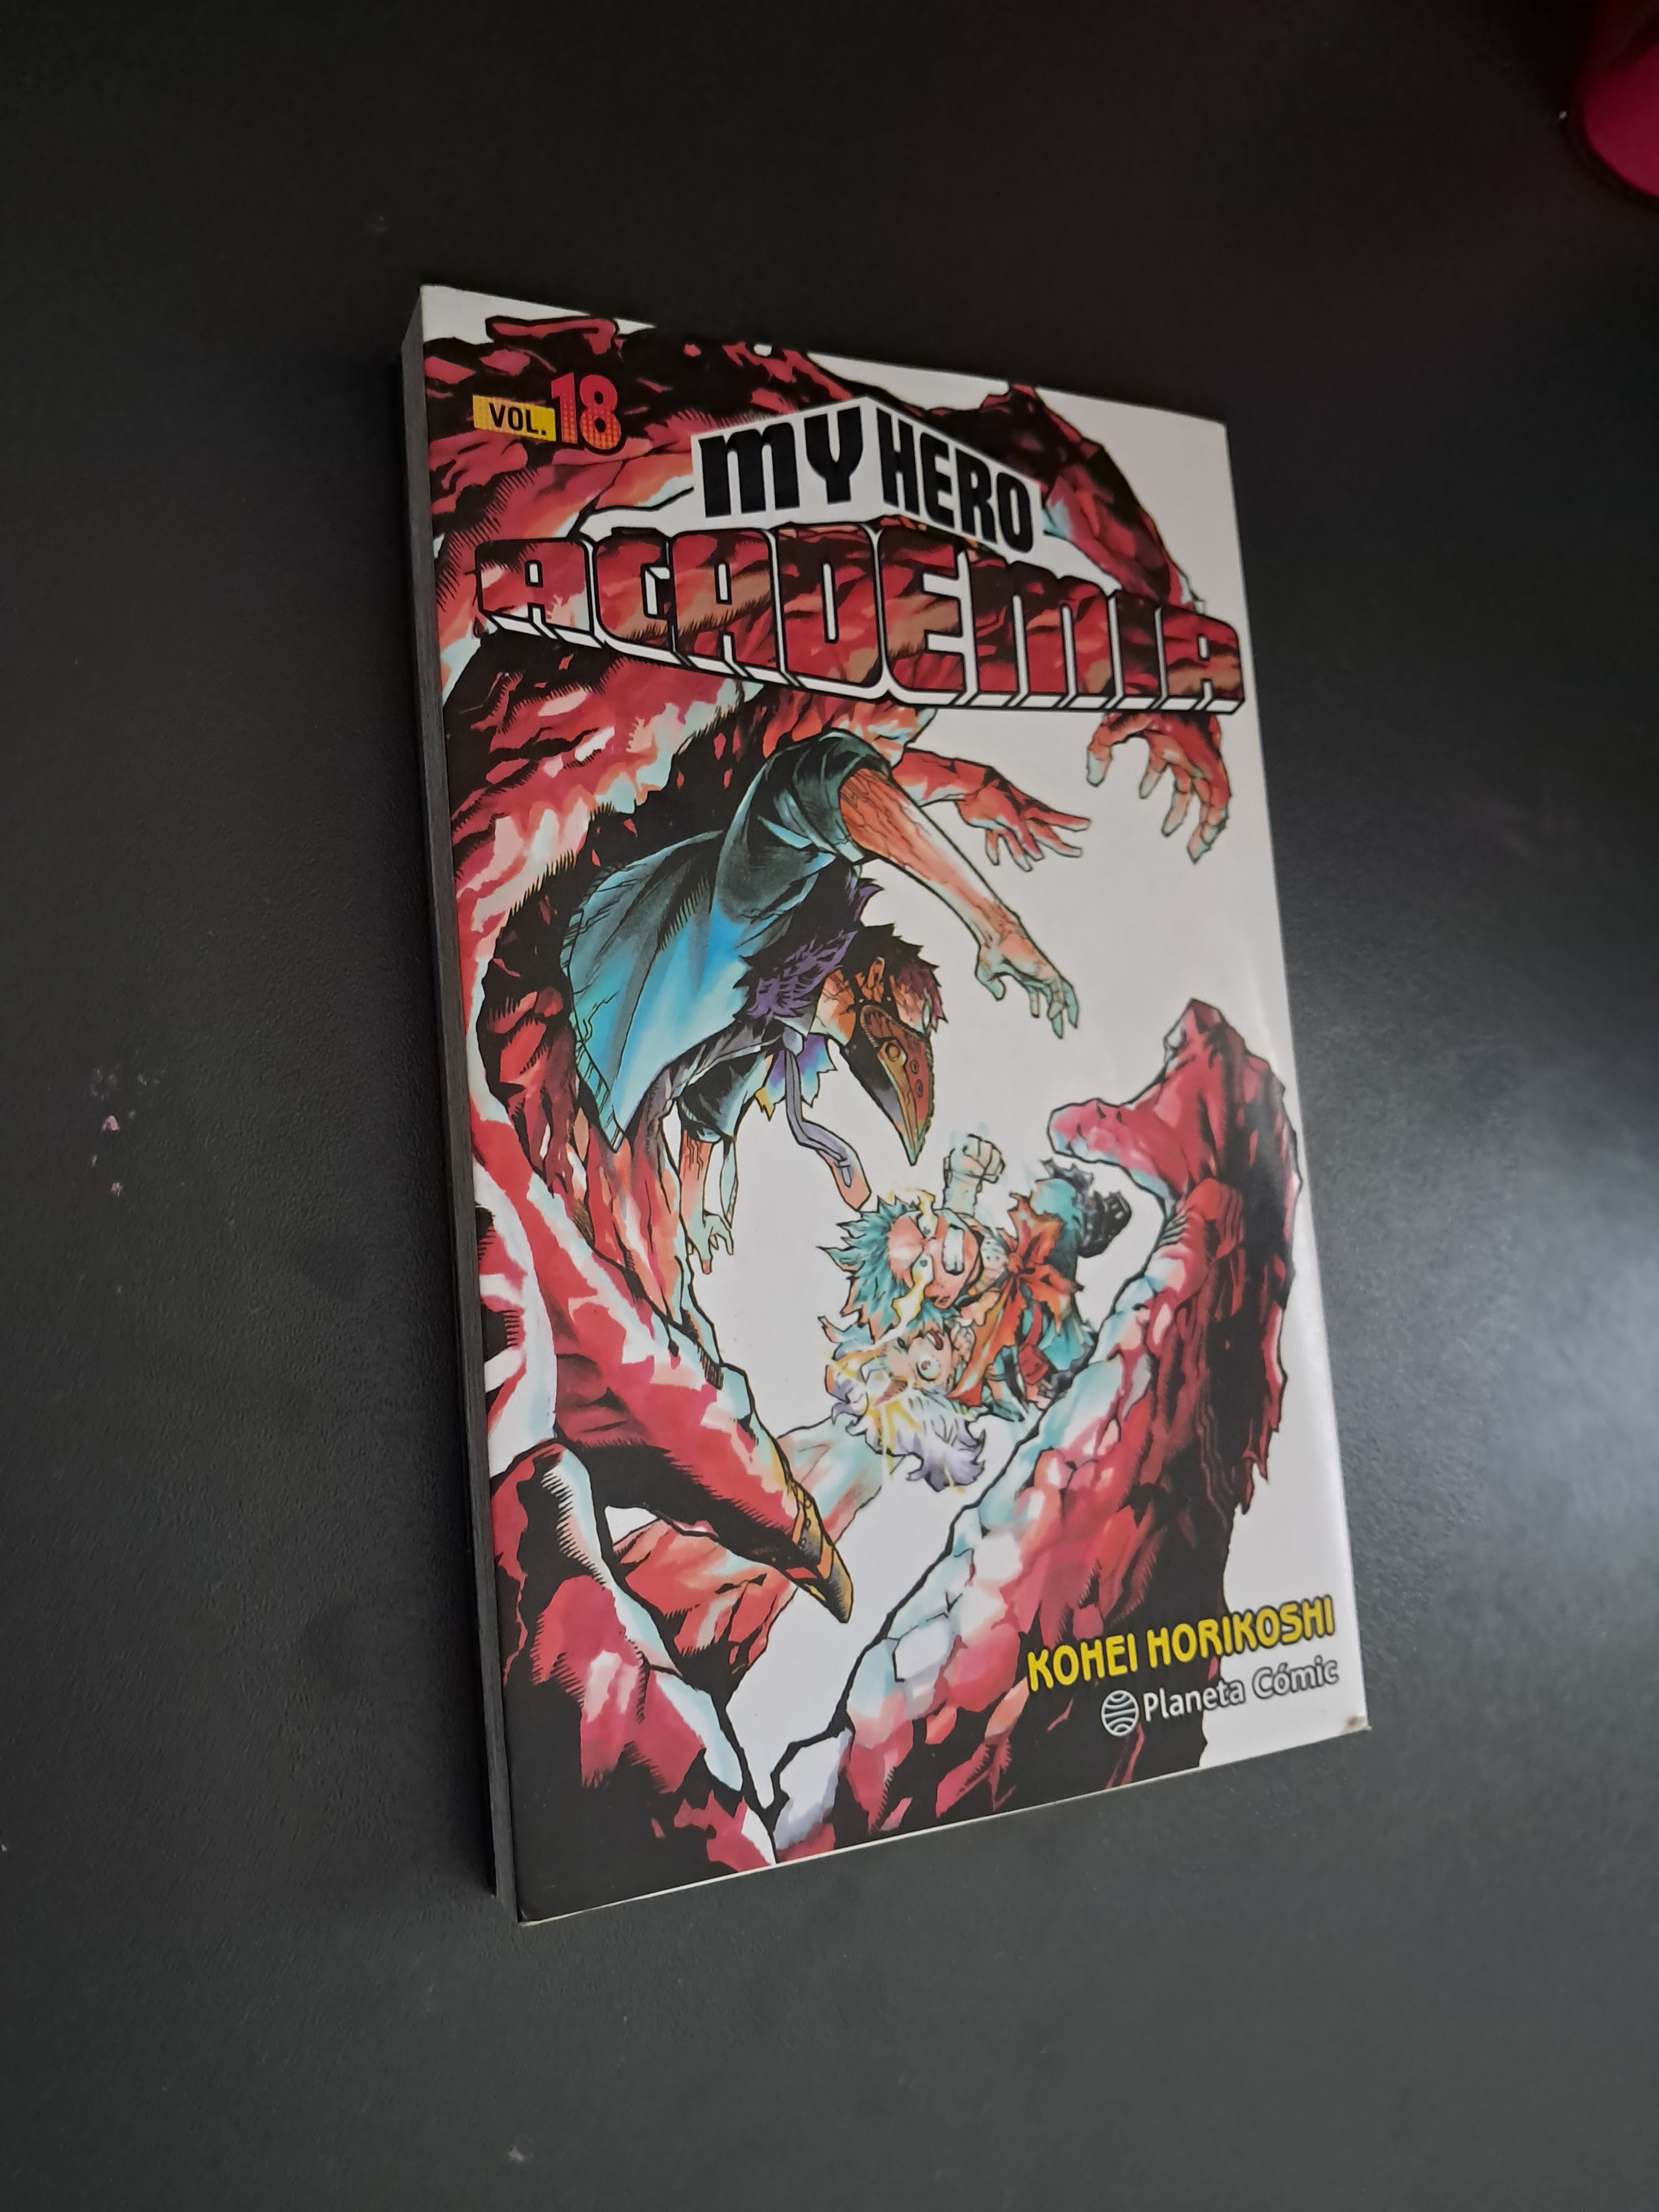 VOL. 18
MY HERO
ACADEMIA
KOHEI HORIKOSHI
Planeta Cómic